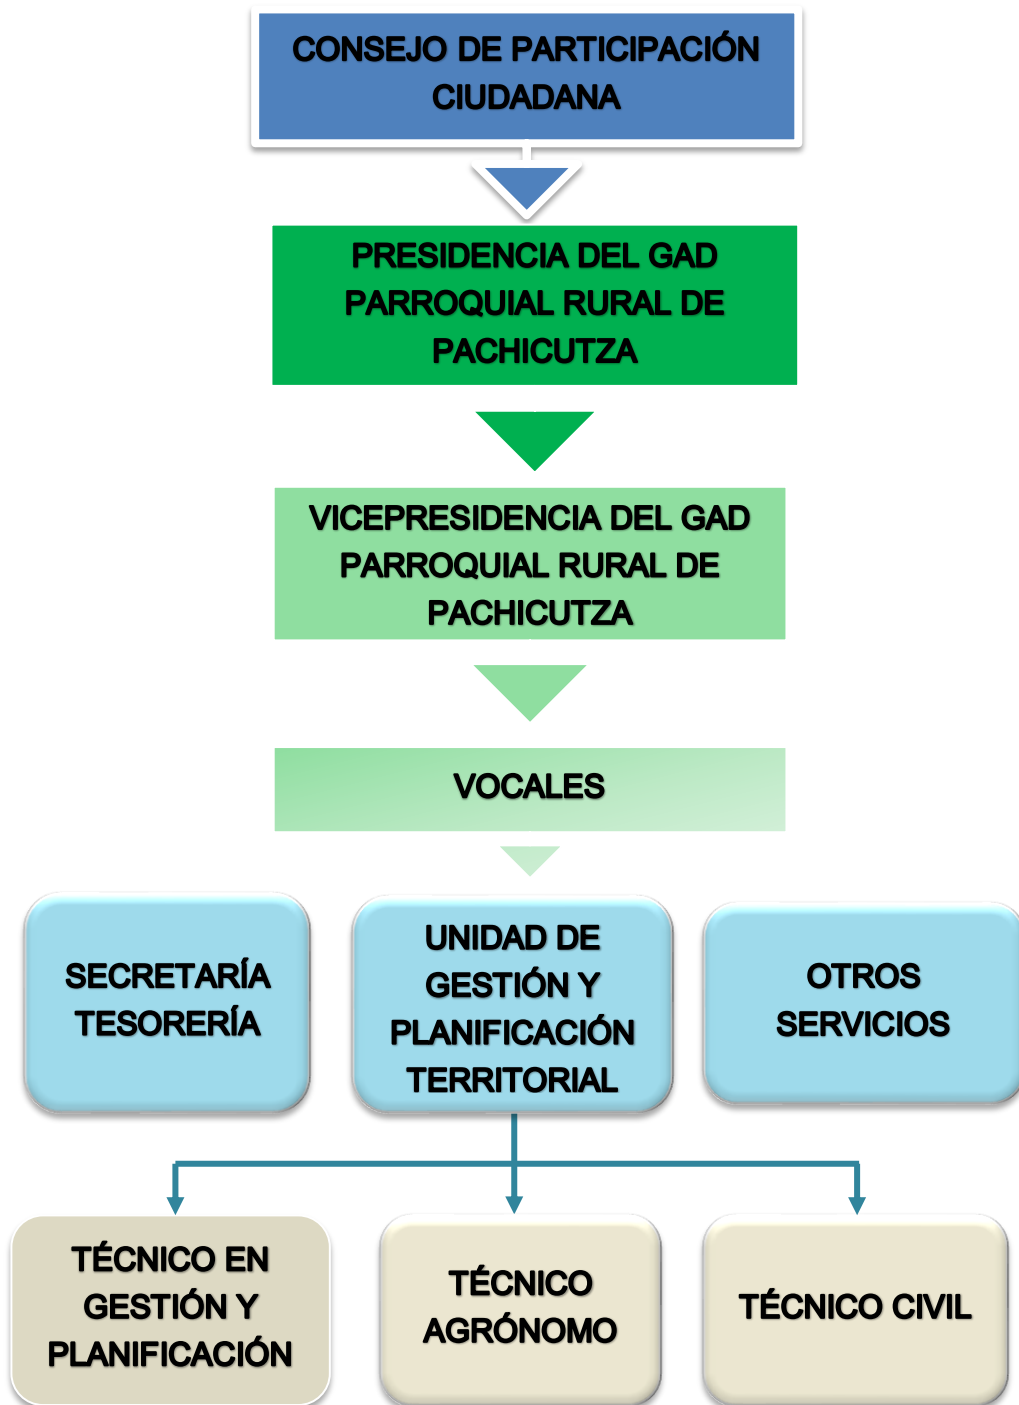 CONSEJO DE PARTICIPACIÓN
CIUDADANA
PRESIDENCIA DEL GAD
PARROQUIAL RURAL DE
PACHICUTZA
VICEPRESIDENCIA DEL GAD
PARROQUIAL RURAL DE
PACHICUTZA
VOCALES
SECRETARÍA
TESORERÍA
UNIDAD DE
GESTIÓN Y
PLANIFICACIÓN
TERRITORIAL
OTROS
SERVICIOS
TÉCNICO EN
GESTIÓN Y
PLANIFICACIÓN
TÉCNICO
AGRÓNOMO
TÉCNICO CIVIL